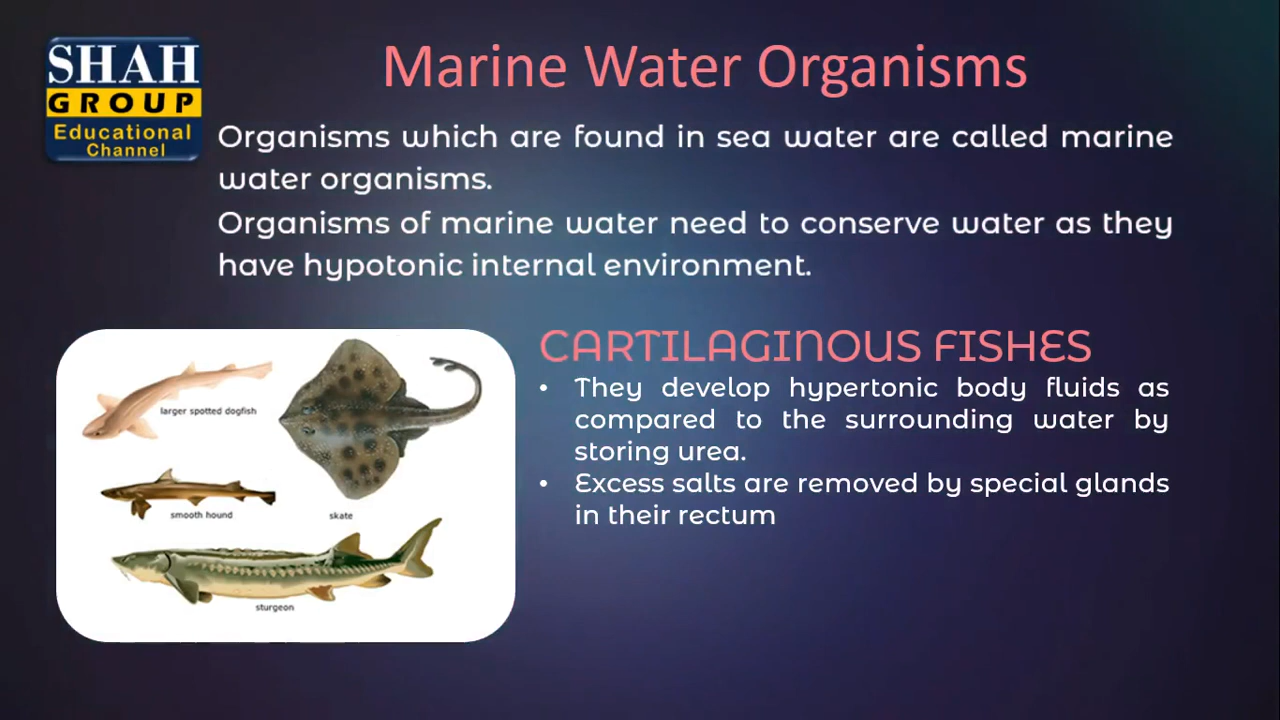 SHAH
GROUP
Educational
Channel
Marine Water Organisms
Organisms which are found in sea water are called marine
water organisms.
Organisms of marine water need to conserve water as they
have hypotonic internal environment.
larger spotted dogfish
smooth hound
skate
sturgeon
CARTILAGINOUS FISHES
• They develop hypertonic body fluids as
compared to the surrounding water by
storing urea.
• Excess salts are removed by special glands
in their rectum